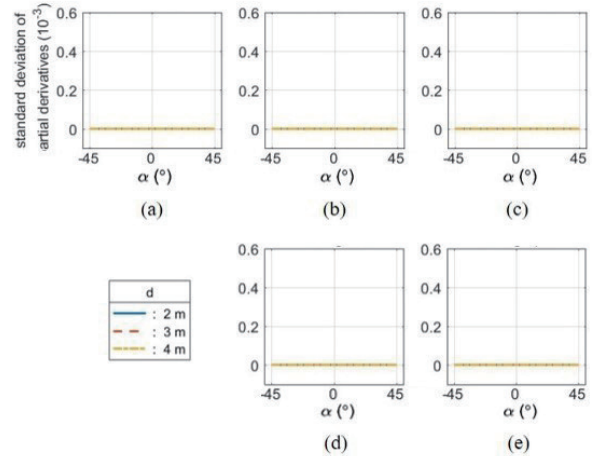 standard deviation of
artial derivatives (10⁻³)
0.6
0.4
0.2
0
-45 0 45
α (°)
(a)
0.6
0.4
0.2
0
-45 0 45
α (°)
(b)
0.6
0.4
0.2
0
-45 0 45
α (°)
(c)
d
: 2 m
: 3 m
: 4 m
0.6
0.4
0.2
0
-45 0 45
α (°)
(d)
0.6
0.4
0.2
0
-45 0 45
α (°)
(e)